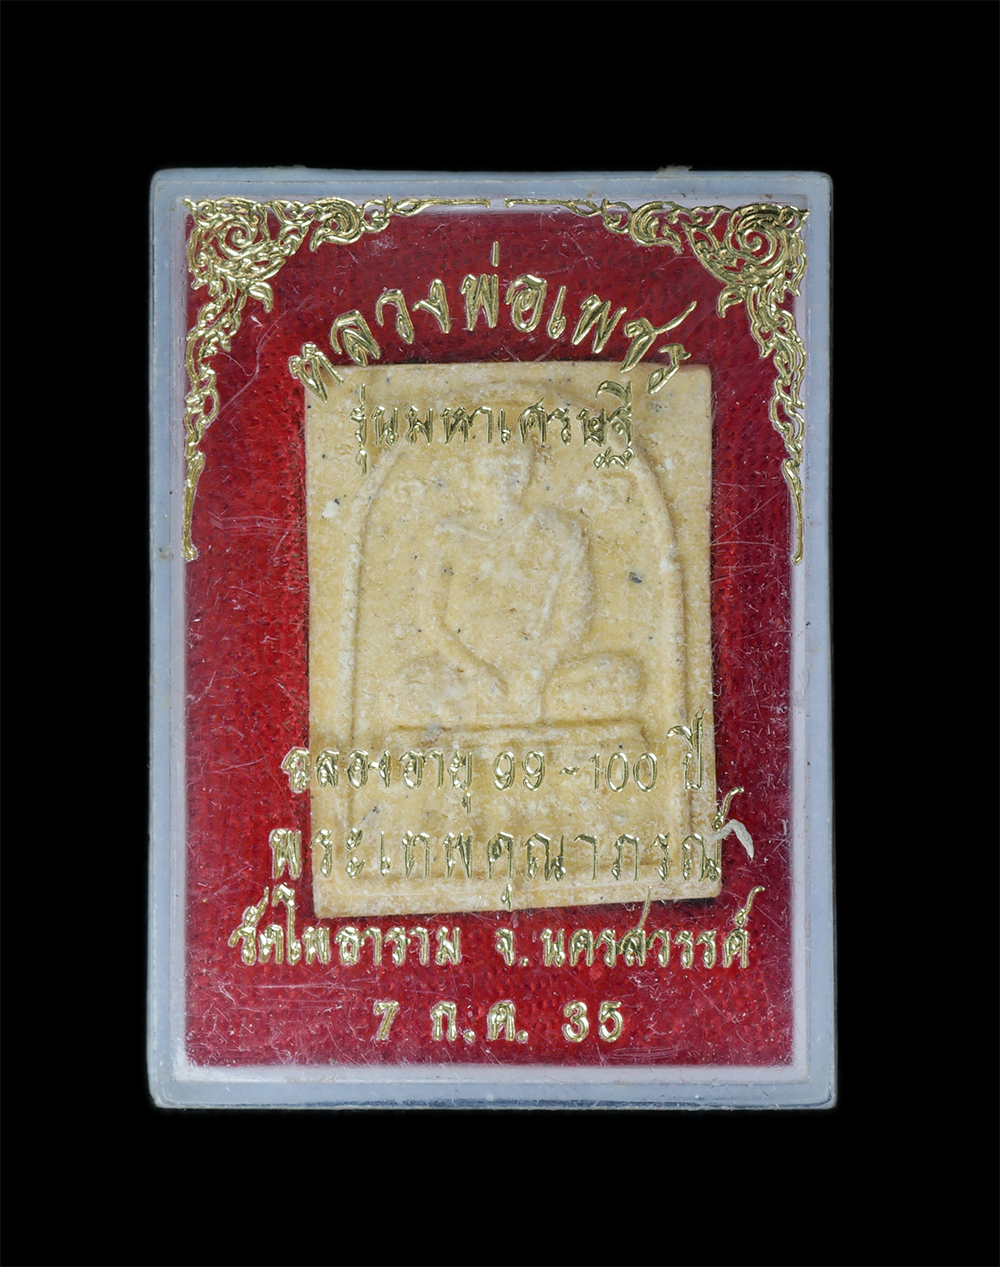 หลวงพ่อเพชร
รุ่นมหาเศรษฐี
ฉลองอายุ 99 - 100 ปี
พระเทพคุณาภรณ์
วัดโพธาราม จ.นครสวรรค์
7 ก.ค. 35